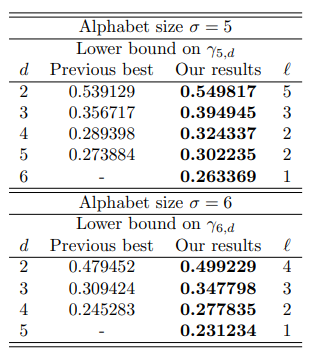 Alphabet size σ = 5
Lower bound on γ5,d
d Previous best Our results ℓ
2 0.539129 0.549817 5
3 0.356717 0.394945 3
4 0.289398 0.324337 2
5 0.273884 0.302235 2
6 - 0.263369 1
Alphabet size σ = 6
Lower bound on γ6,d
d Previous best Our results ℓ
2 0.479452 0.499229 4
3 0.309424 0.347798 3
4 0.245283 0.277835 2
5 - 0.231234 1